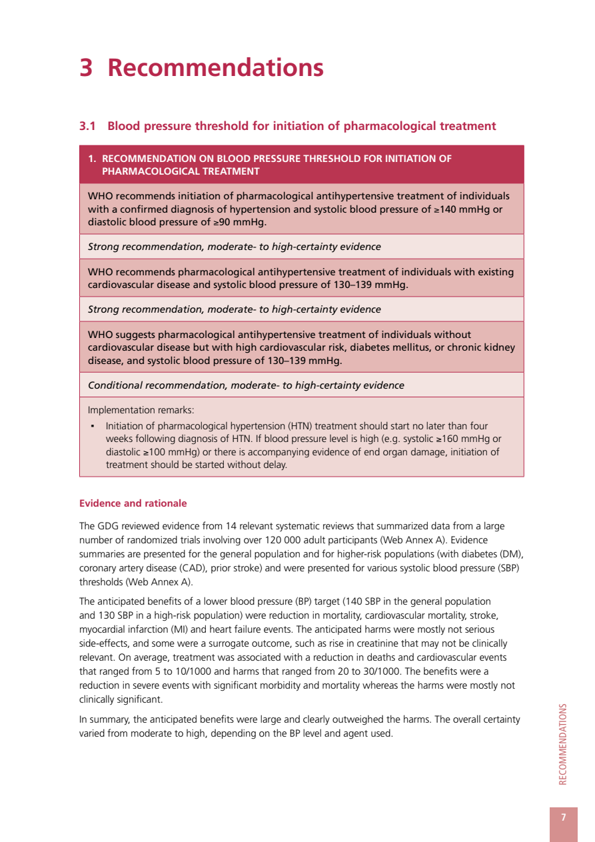 3 Recommendations
3.1 Blood pressure threshold for initiation of pharmacological treatment
1. RECOMMENDATION ON BLOOD PRESSURE THRESHOLD FOR INITIATION OF
PHARMACOLOGICAL TREATMENT
WHO recommends initiation of pharmacological antihypertensive treatment of individuals
with a confirmed diagnosis of hypertension and systolic blood pressure of ≥140 mmHg or
diastolic blood pressure of ≥90 mmHg.
Strong recommendation, moderate- to high-certainty evidence
WHO recommends pharmacological antihypertensive treatment of individuals with existing
cardiovascular disease and systolic blood pressure of 130–139 mmHg.
Strong recommendation, moderate- to high-certainty evidence
WHO suggests pharmacological antihypertensive treatment of individuals without
cardiovascular disease but with high cardiovascular risk, diabetes mellitus, or chronic kidney
disease, and systolic blood pressure of 130–139 mmHg.
Conditional recommendation, moderate- to high-certainty evidence
Implementation remarks:
• Initiation of pharmacological hypertension (HTN) treatment should start no later than four
weeks following diagnosis of HTN. If blood pressure level is high (e.g. systolic ≥160 mmHg or
diastolic ≥100 mmHg) or there is accompanying evidence of end organ damage, initiation of
treatment should be started without delay.
Evidence and rationale
The GDG reviewed evidence from 14 relevant systematic reviews that summarized data from a large
number of randomized trials involving over 120 000 adult participants (Web Annex A). Evidence
summaries are presented for the general population and for higher-risk populations (with diabetes (DM),
coronary artery disease (CAD), prior stroke) and were presented for various systolic blood pressure (SBP)
thresholds (Web Annex A).
The anticipated benefits of a lower blood pressure (BP) target (140 SBP in the general population
and 130 SBP in a high-risk population) were reduction in mortality, cardiovascular mortality, stroke,
myocardial infarction (MI) and heart failure events. The anticipated harms were mostly not serious
side-effects, and some were a surrogate outcome, such as rise in creatinine that may not be clinically
relevant. On average, treatment was associated with a reduction in deaths and cardiovascular events
that ranged from 5 to 10/1000 and harms that ranged from 20 to 30/1000. The benefits were a
reduction in severe events with significant morbidity and mortality whereas the harms were mostly not
clinically significant.
In summary, the anticipated benefits were large and clearly outweighed the harms. The overall certainty
varied from moderate to high, depending on the BP level and agent used.
RECOMMENDATIONS
7